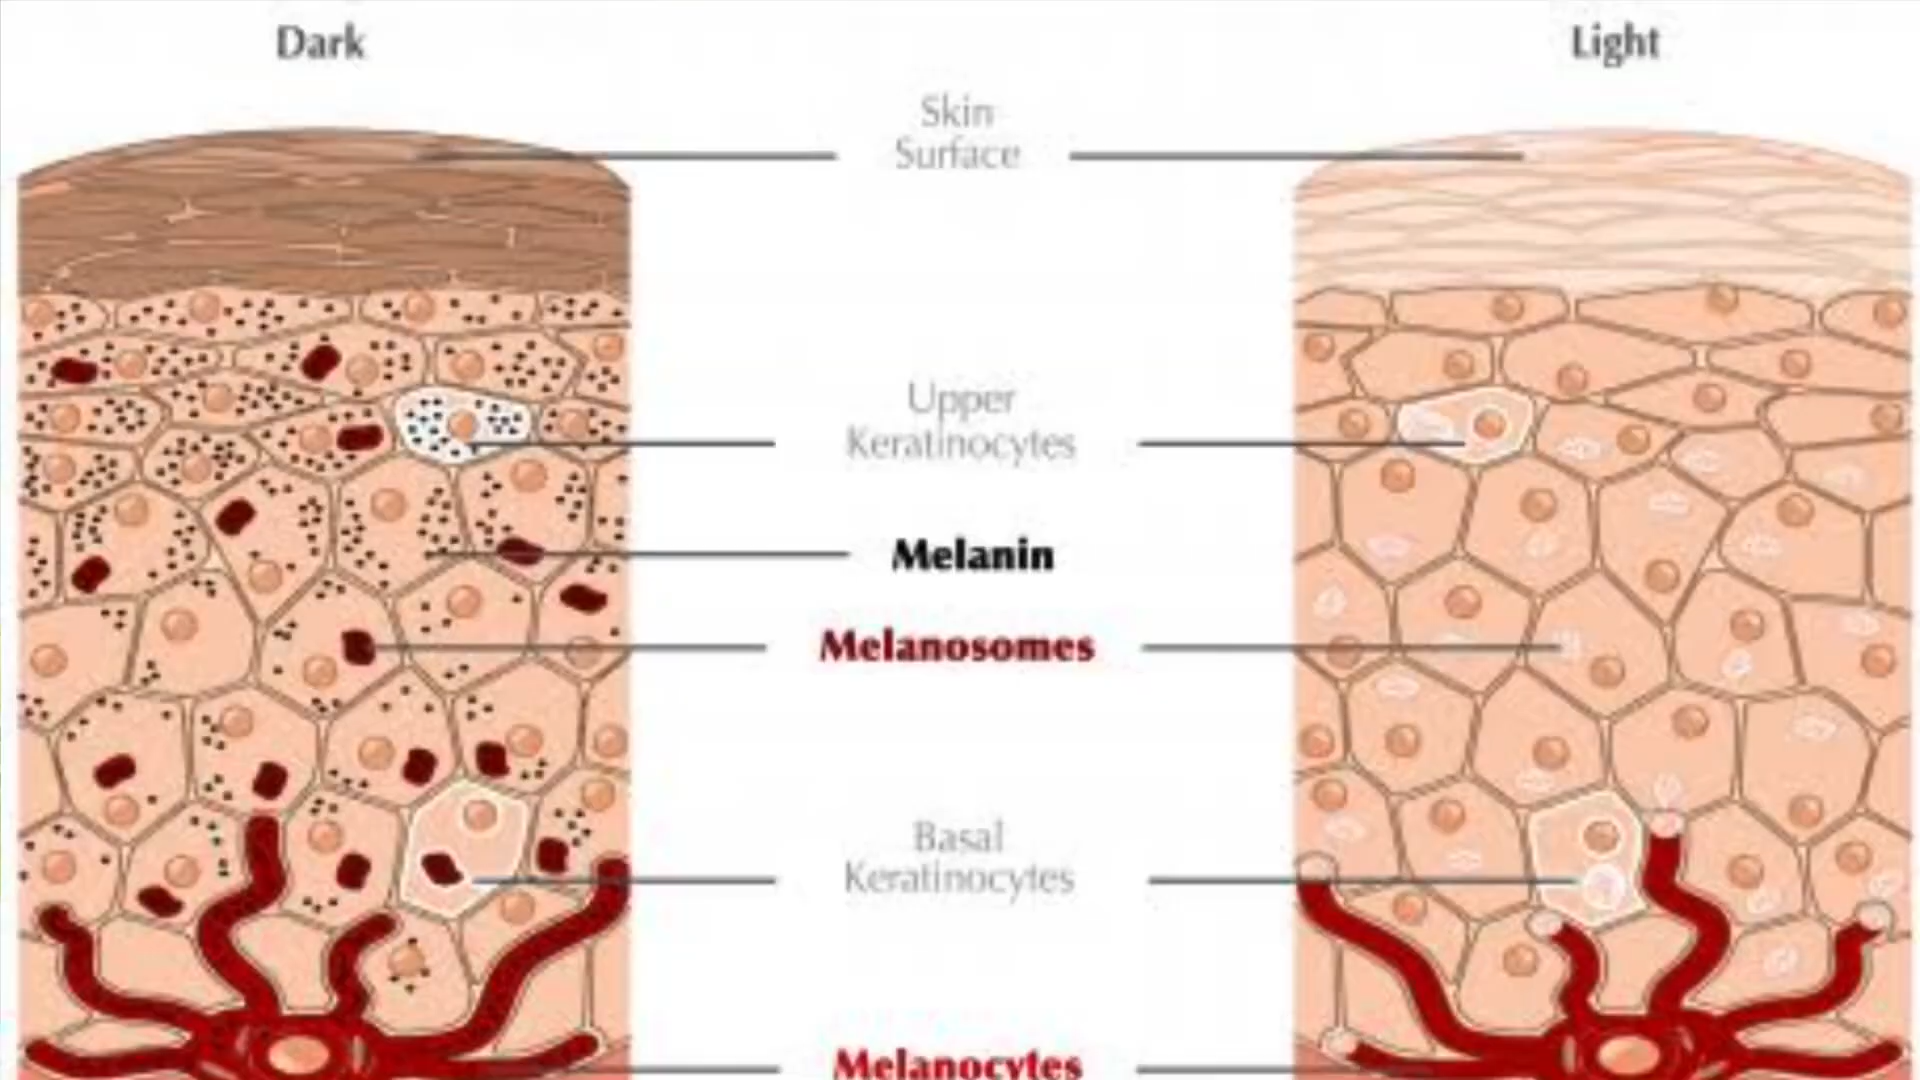 Dark
Light
Skin
Surface
Upper
Keratinocytes
Melanin
Melanosomes
Basal
Keratinocytes
Melanocytes